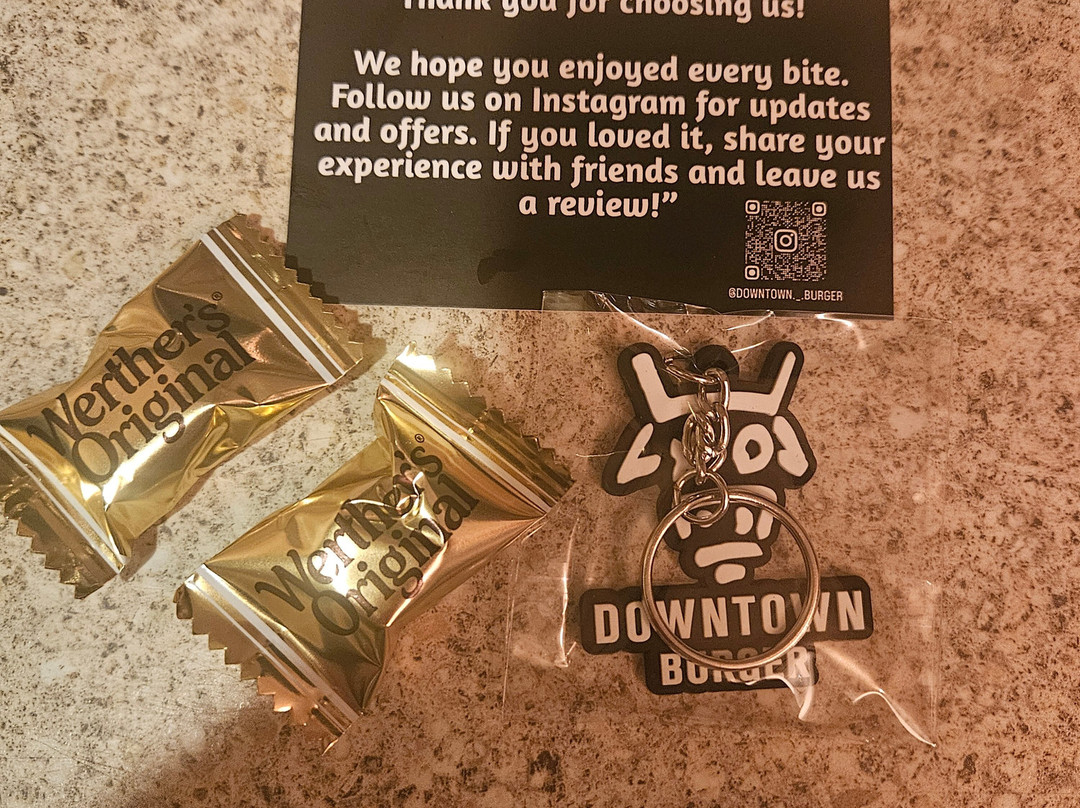 Thank you for choosing us!
We hope you enjoyed every bite.
Follow us on Instagram for updates
and offers. If you loved it, share your
experience with friends and leave us
a review!”
@DOWNTOWN._.BURGER
Werther's®
Original
Werther's®
Original
DOWNTOWN
BURGER